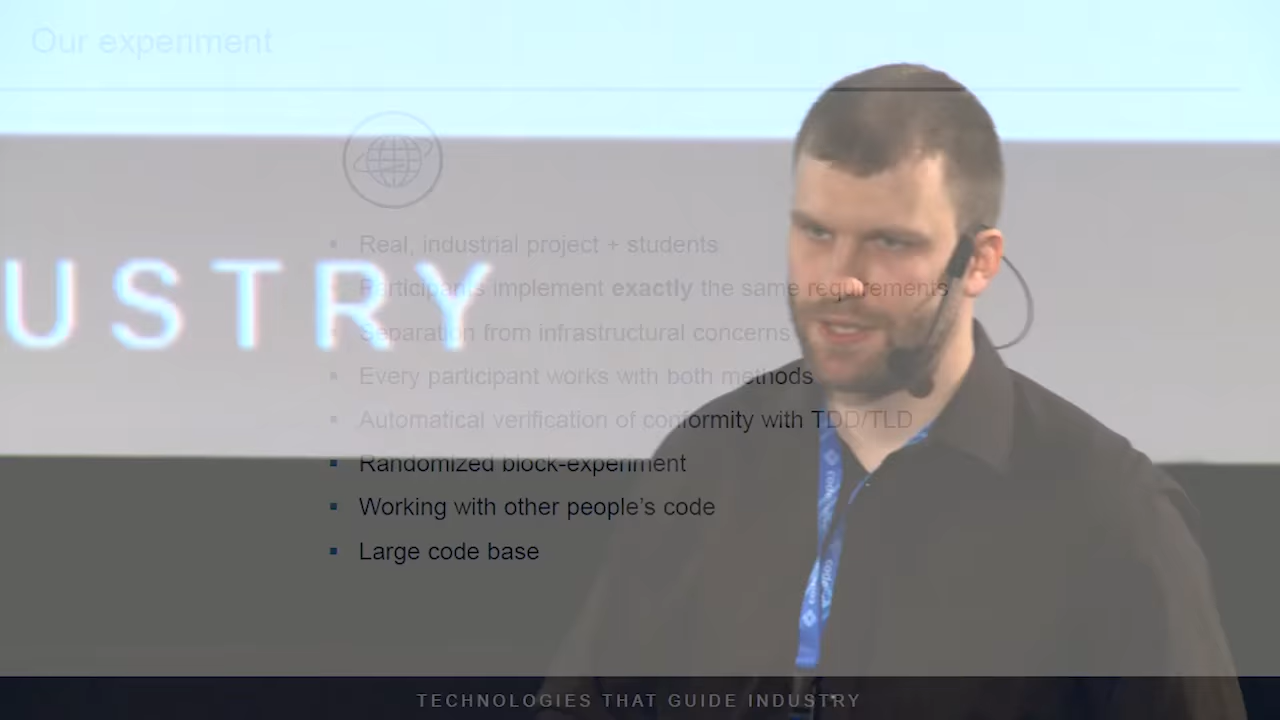 Our experiment
USTRY
Real, industrial project + students
Participants implement exactly the same requirements
Separation from infrastructural concerns
Every participant works with both methods
Automatical verification of conformity with TDD/TLD
Randomized block-experiment
Working with other people’s code
Large code base
TECHNOLOGIES THAT GUIDE INDUSTRY